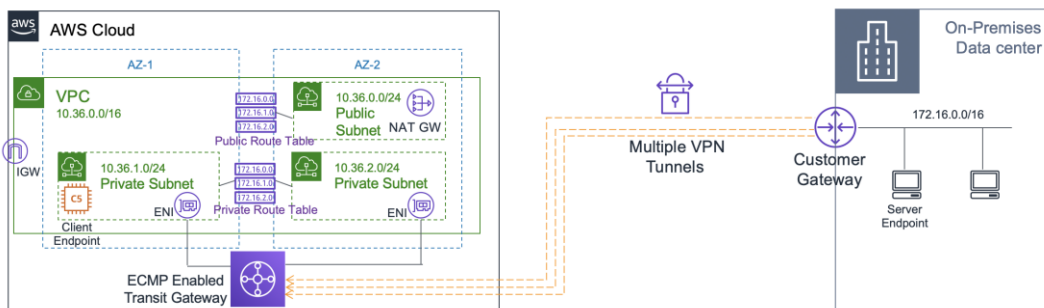 aws
AWS Cloud
AZ-1
AZ-2
VPC
10.36.0.0/16
172.16.0.0
172.16.1.0
172.16.2.0
Public Route Table
10.36.0.0/24
Public
Subnet
NAT GW
IGW
10.36.1.0/24
Private Subnet
C5
Client
Endpoint
ENI
172.16.0.0
172.16.1.0
172.16.2.0
Private Route Table
10.36.2.0/24
Private Subnet
ENI
ECMP Enabled
Transit Gateway
Multiple VPN
Tunnels
On-Premises
Data center
172.16.0.0/16
Customer
Gateway
Server
Endpoint